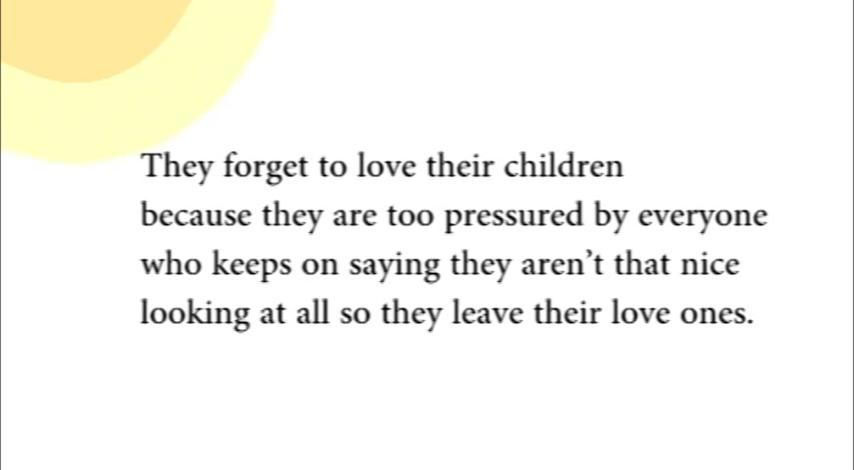 They forget to love their children
because they are too pressured by everyone
who keeps on saying they aren’t that nice
looking at all so they leave their love ones.